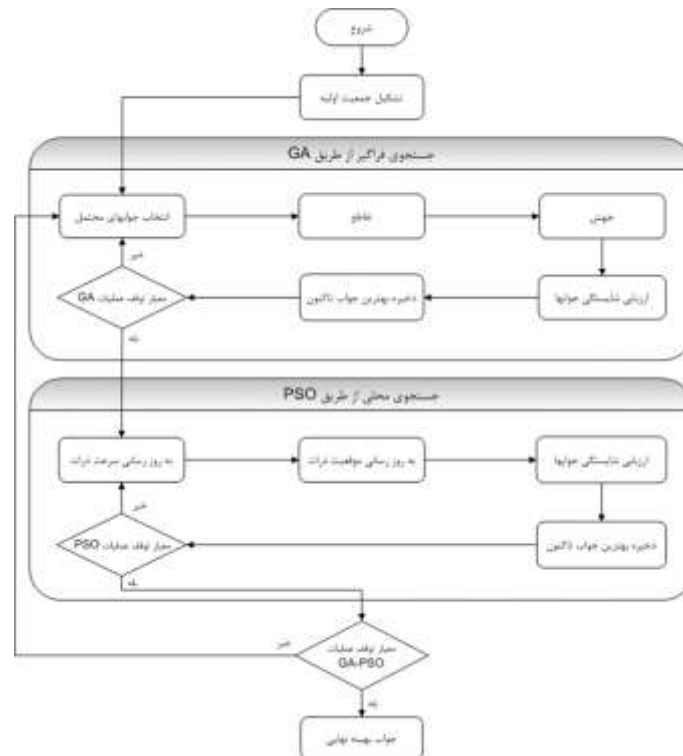 شروع
تشکیل جمعیت اولیه
جستجوی فراگیر از طریق GA
انتخاب جوابهای محتمل
تقاطع
جهش
خیر
معیار توقف عملیات GA
ذخیره بهترین جواب تاکنون
ارزیابی شایستگی جوابها
بله
جستجوی محلی از طریق PSO
به روز رسانی سرعت ذرات
به روز رسانی موقعیت ذرات
ارزیابی شایستگی جوابها
خیر
معیار توقف عملیات PSO
ذخیره بهترین جواب تاکنون
بله
معیار توقف عملیات
GA-PSO
خیر
بله
جواب بهینه نهایی